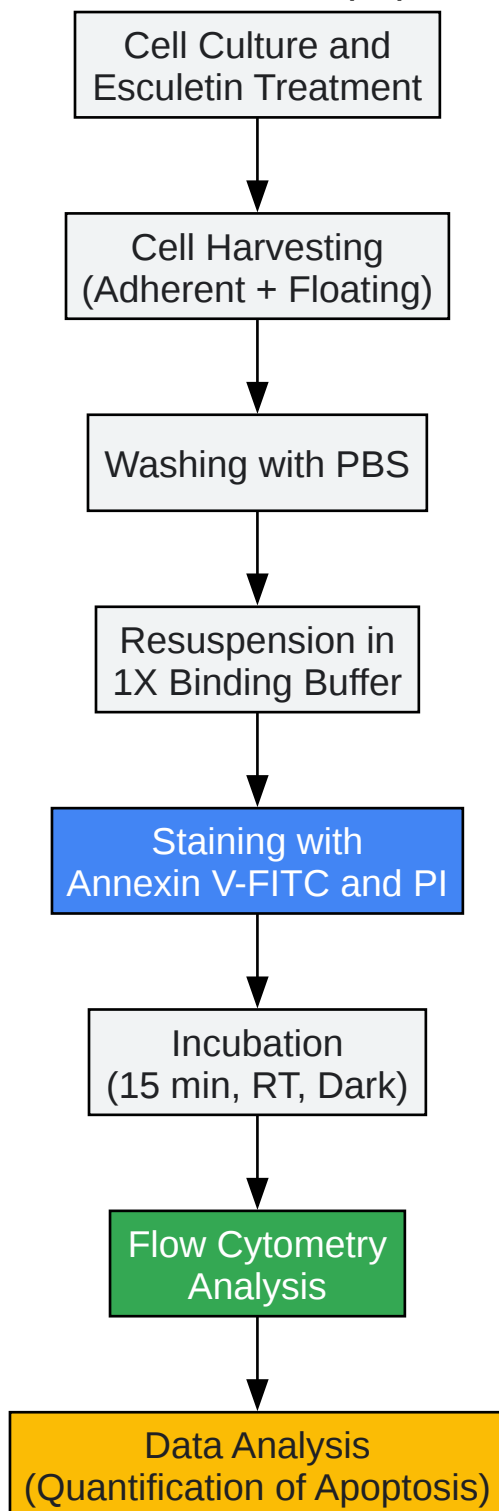 Cell Culture and
Esculetin Treatment
Cell Harvesting
(Adherent + Floating)
Washing with PBS
Resuspension in
1X Binding Buffer
Staining with
Annexin V-FITC and PI
Incubation
(15 min, RT, Dark)
Flow Cytometry
Analysis
Data Analysis
(Quantification of Apoptosis)